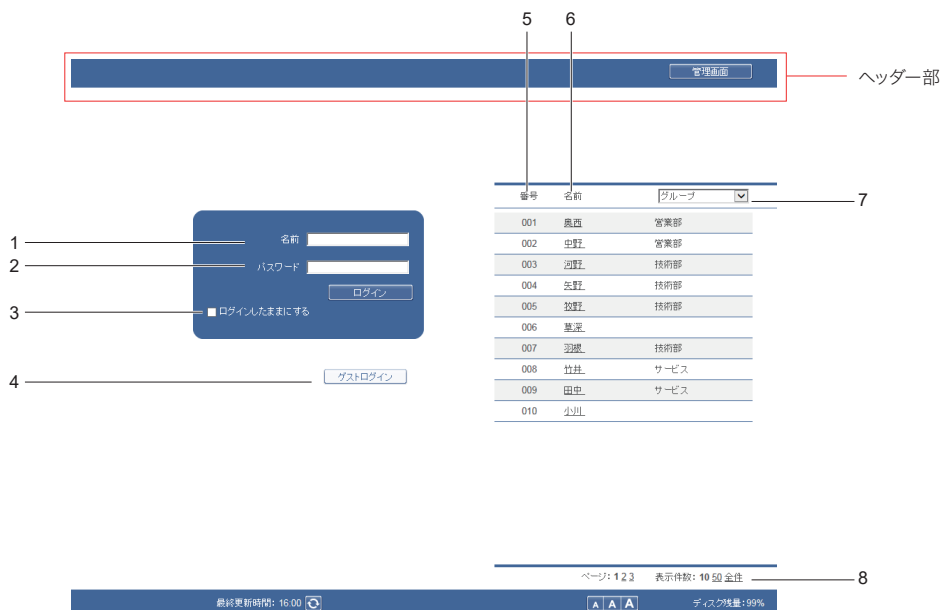 5 6
管理画面
ヘッダー部
番号 名前 グループ 7
001 奥西 営業部
1 名前
002 中野 営業部
2 パスワード
003 河野 技術部
ログイン
004 矢野 技術部
3 ログインしたままにする
005 牧野 技術部
006 草深
007 羽根 技術部
4 ゲストログイン
008 竹井 サービス
009 田中 サービス
010 小川
ページ: 1 2 3 表示件数: 10 50 全件 8
最終更新時間: 16:00 A A A ディスク残量: 99%